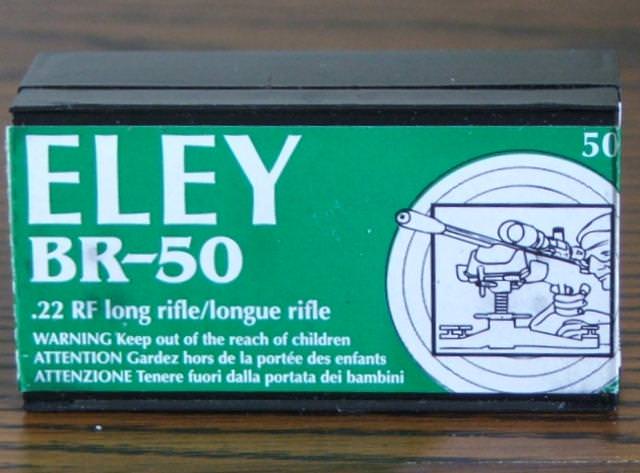 ELEY
50
BR-50
.22 RF long rifle/longue rifle
WARNING Keep out of the reach of children
ATTENTION Gardez hors de la portée des enfants
ATTENZIONE Tenere fuori dalla portata dei bambini